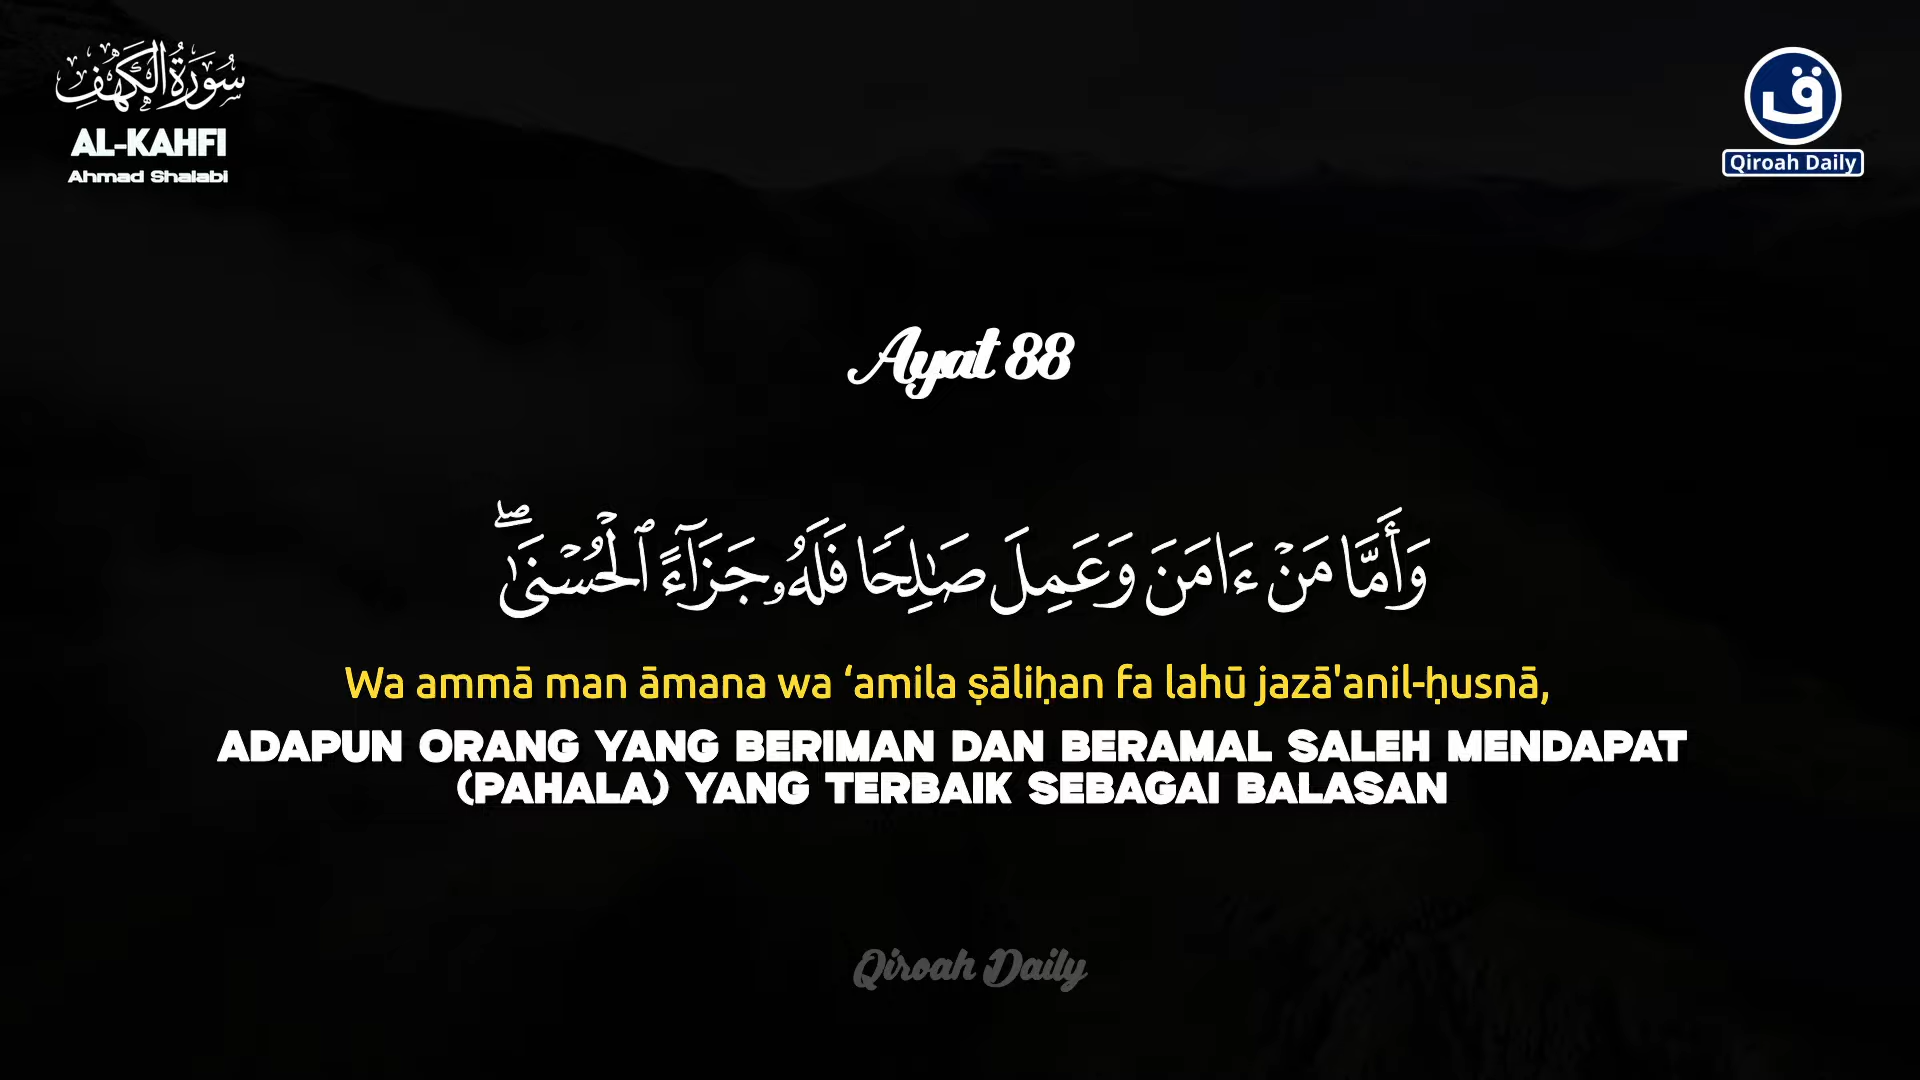 سُورَةُ الْكَهْفِ
AL-KAHFI
Ahmad Shalabi
ق
Qiroah Daily
Ayat 88
وَأَمَّا مَنْ ءَامَنَ وَعَمِلَ صَـٰلِحًا فَلَهُۥ جَزَآءً ٱلْحُسْنَىٰ ۖ
Wa ammā man āmana wa ‘amila ṣāliḥan fa lahū jazā'anil-ḥusnā,
ADAPUN ORANG YANG BERIMAN DAN BERAMAL SALEH MENDAPAT
(PAHALA) YANG TERBAIK SEBAGAI BALASAN
Qiroah Daily